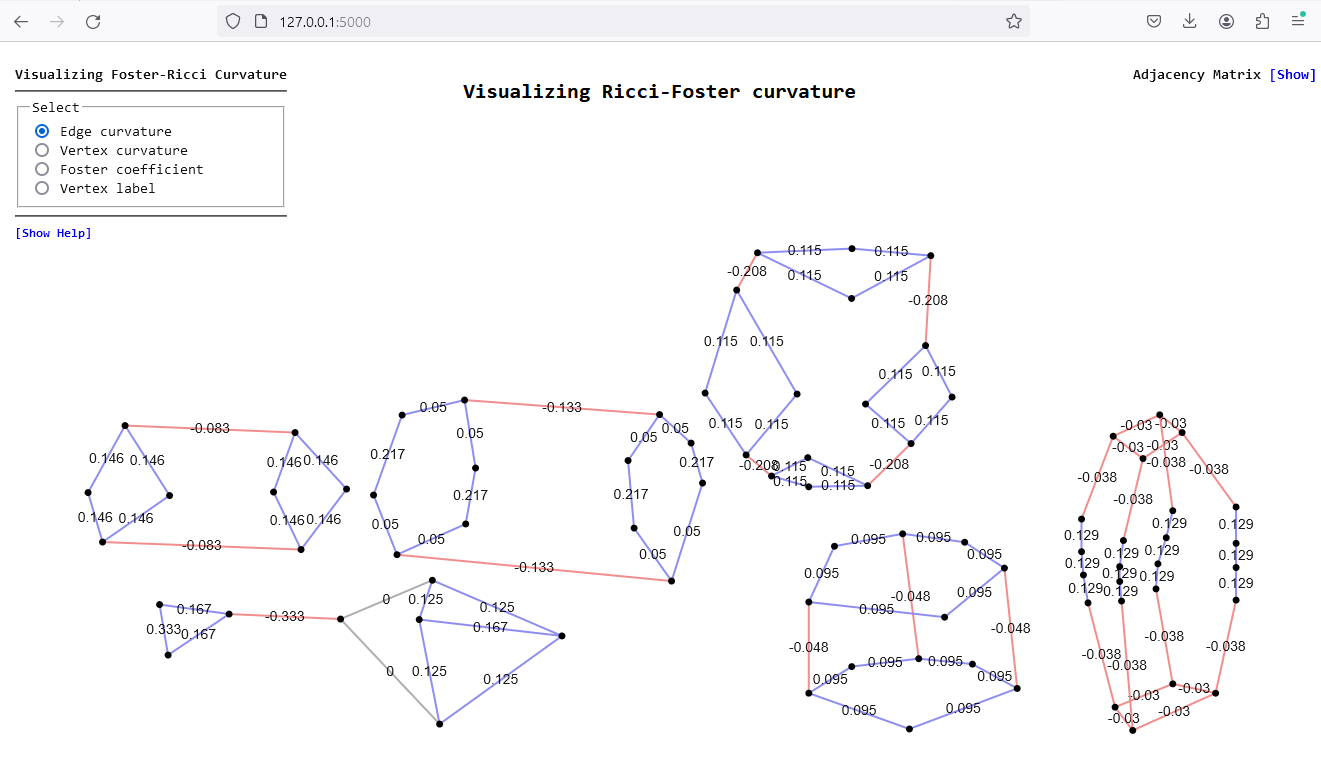 127.0.0.1:5000
Visualizing Foster-Ricci Curvature
Adjacency Matrix [Show]
Visualizing Ricci-Foster curvature
Select
Edge curvature
Vertex curvature
Foster coefficient
Vertex label
[Show Help]
0.115 0.115
-0.208 0.115 0.115
-0.208
0.115 0.115
0.115 0.115
0.115 0.115
0.115 0.115
-0.208 0.115 0.115 -0.208
0.115 0.115
-0.083
0.146 0.146 0.146 0.146
0.146 0.146 0.146 0.146
-0.083
0.05 -0.133
0.05 0.05 0.05
0.217 0.217
0.217 0.217
0.05 0.05
0.05 0.05
-0.133
0.167 -0.333
0.333 0.167
0 0.125 0.125
0.167
0 0.125 0.125
0.095 0.095
0.095 0.095
0.095 0.095
-0.048
-0.048 -0.048
0.095 0.095
0.095 0.095
0.095 0.095
-0.03 -0.03
-0.03
-0.038 -0.038
-0.038
-0.038
0.129 0.129 0.129
0.129 0.129 0.129 0.129
0.129 0.129 0.129 0.129
0.129
-0.038 -0.038
-0.038 -0.038
-0.03 -0.03
-0.03 -0.03